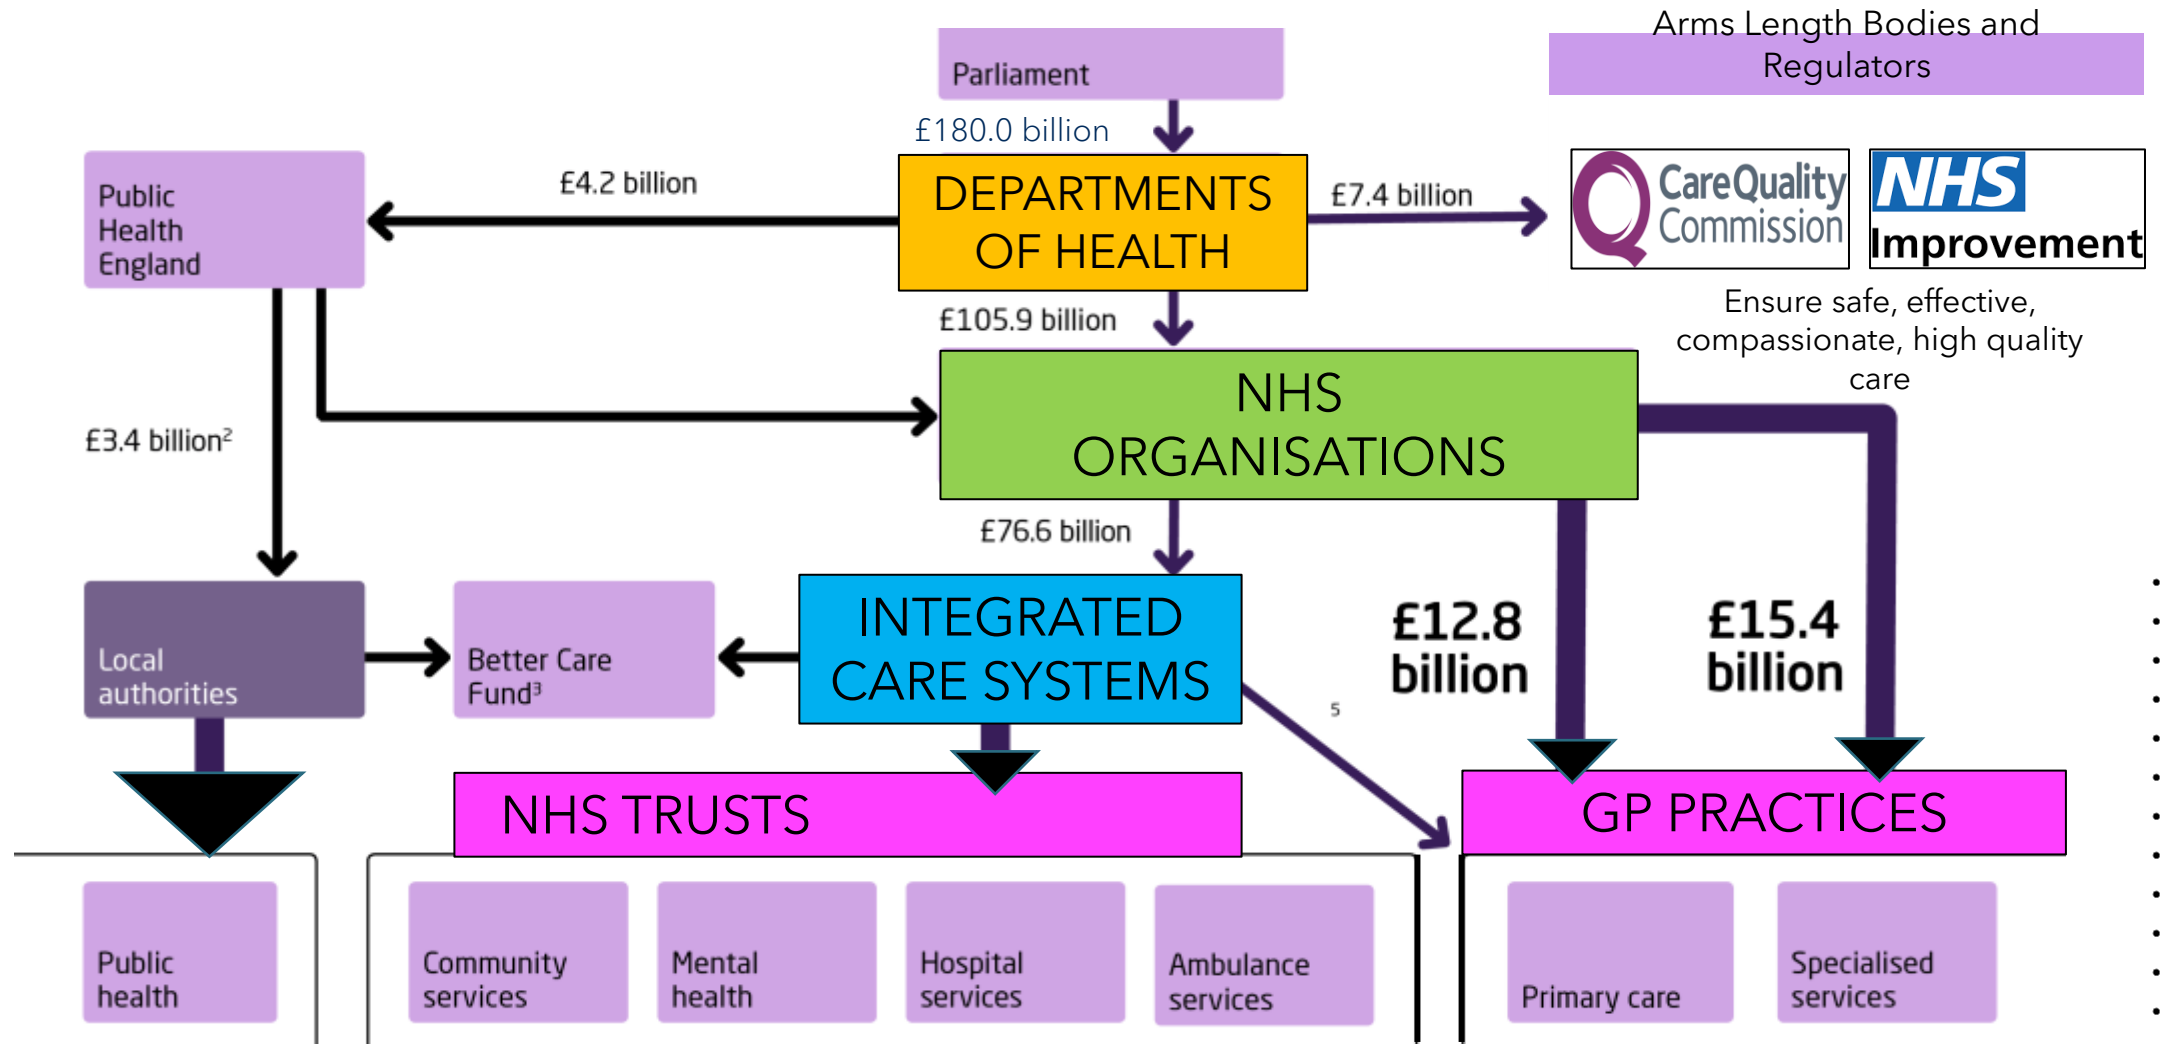 Arms Length Bodies and
Regulators
Parliament
£180.0 billion
Public
Health
England
£4.2 billion
DEPARTMENTS
OF HEALTH
£7.4 billion
CareQuality
Commission
NHS
Improvement
Ensure safe, effective,
compassionate, high quality
care
£105.9 billion
NHS
ORGANISATIONS
£3.4 billion²
£76.6 billion
Local
authorities
Better Care
Fund³
INTEGRATED
CARE SYSTEMS
5
£12.8
billion
£15.4
billion
NHS TRUSTS
GP PRACTICES
Public
health
Community
services
Mental
health
Hospital
services
Ambulance
services
Primary care
Specialised
services